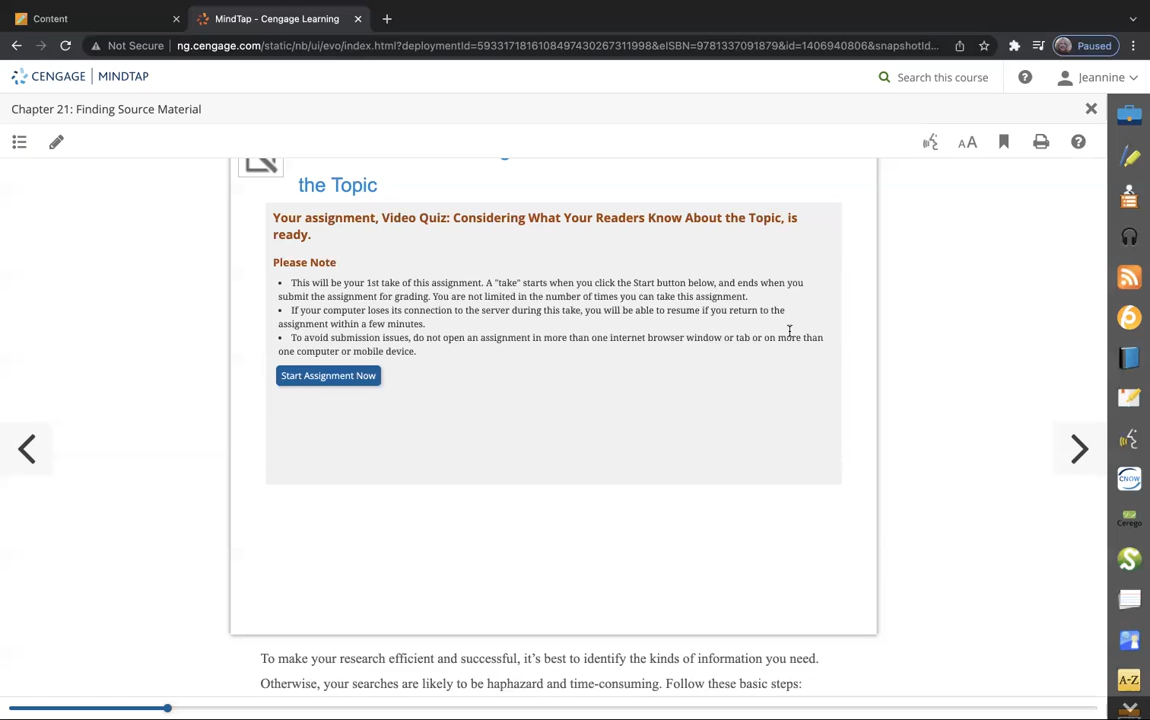 Content
MindTap - Cengage Learning
Not Secure
ng.cengage.com/static/nb/ui/evo/index.html?deploymentId=5933171816108497430267311998&eISBN=9781337091879&id=1406940806&snapshotId...
Paused
CENGAGE | MINDTAP
Search this course
Jeannine
Chapter 21: Finding Source Material
AA
the Topic
Your assignment, Video Quiz: Considering What Your Readers Know About the Topic, is
ready.
Please Note
• This will be your 1st take of this assignment. A "take" starts when you click the Start button below, and ends when you
submit the assignment for grading. You are not limited in the number of times you can take this assignment.
• If your computer loses its connection to the server during this take, you will be able to resume if you return to the
assignment within a few minutes.
• To avoid submission issues, do not open an assignment in more than one internet browser window or tab or on more than
one computer or mobile device.
Start Assignment Now
CNOW
Cerego
A-Z
To make your research efficient and successful, it's best to identify the kinds of information you need.
Otherwise, your searches are likely to be haphazard and time-consuming. Follow these basic steps: